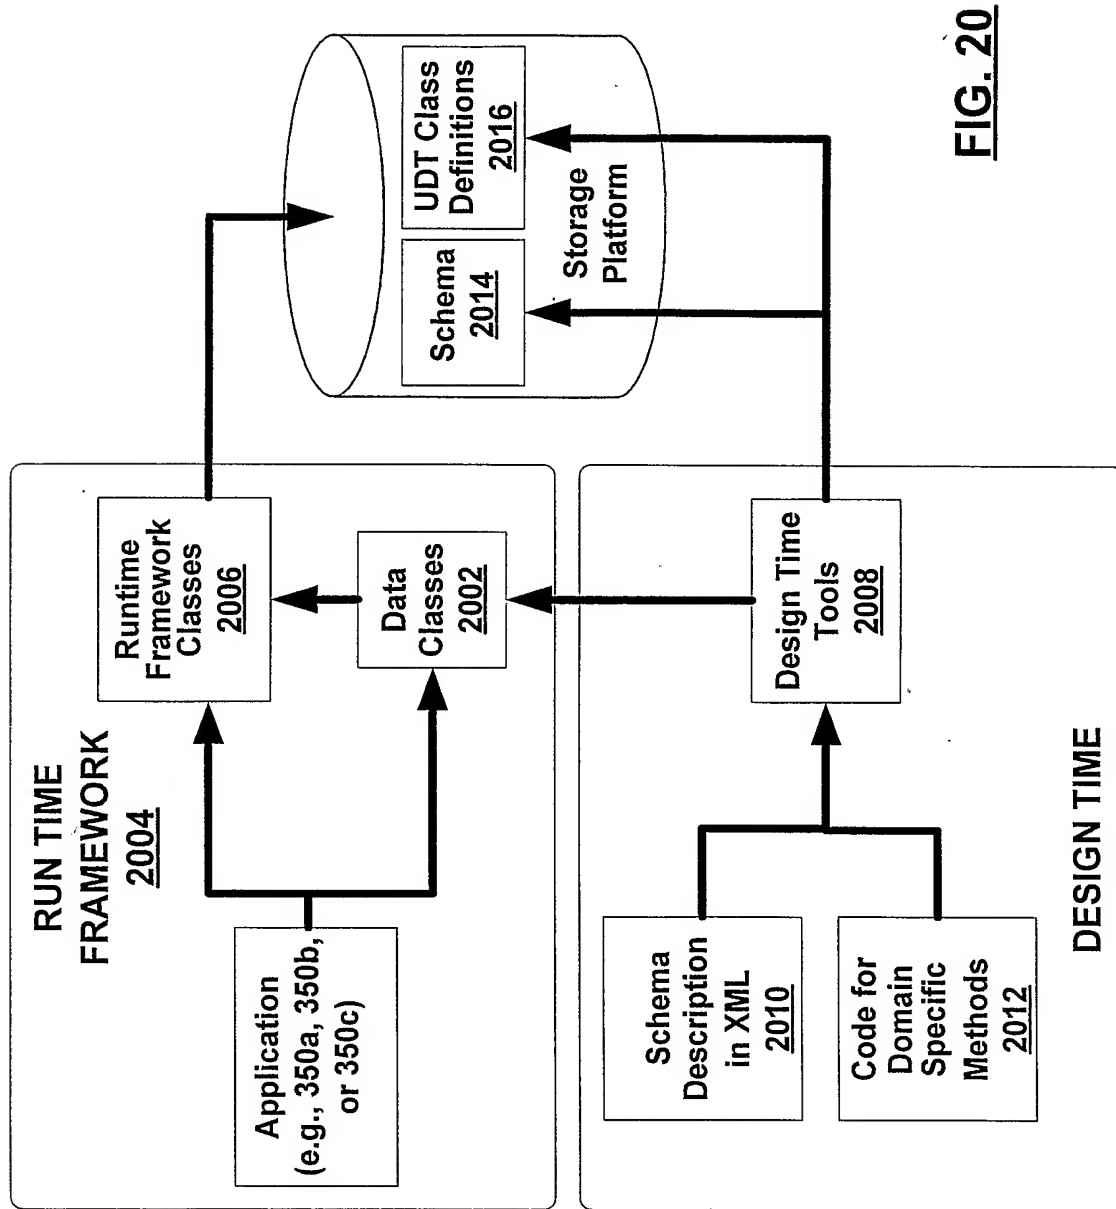 RUN TIME
FRAMEWORK
2004
Application
(e.g., 350a, 350b,
or 350c)
Runtime
Framework
Classes
2006
Data
Classes
2002
Schema
2014
UDT Class
Definitions
2016
Storage
Platform
Schema
Description
in XML
2010
Code for
Domain
Specific
Methods
2012
Design Time
Tools
2008
DESIGN TIME
FIG. 20